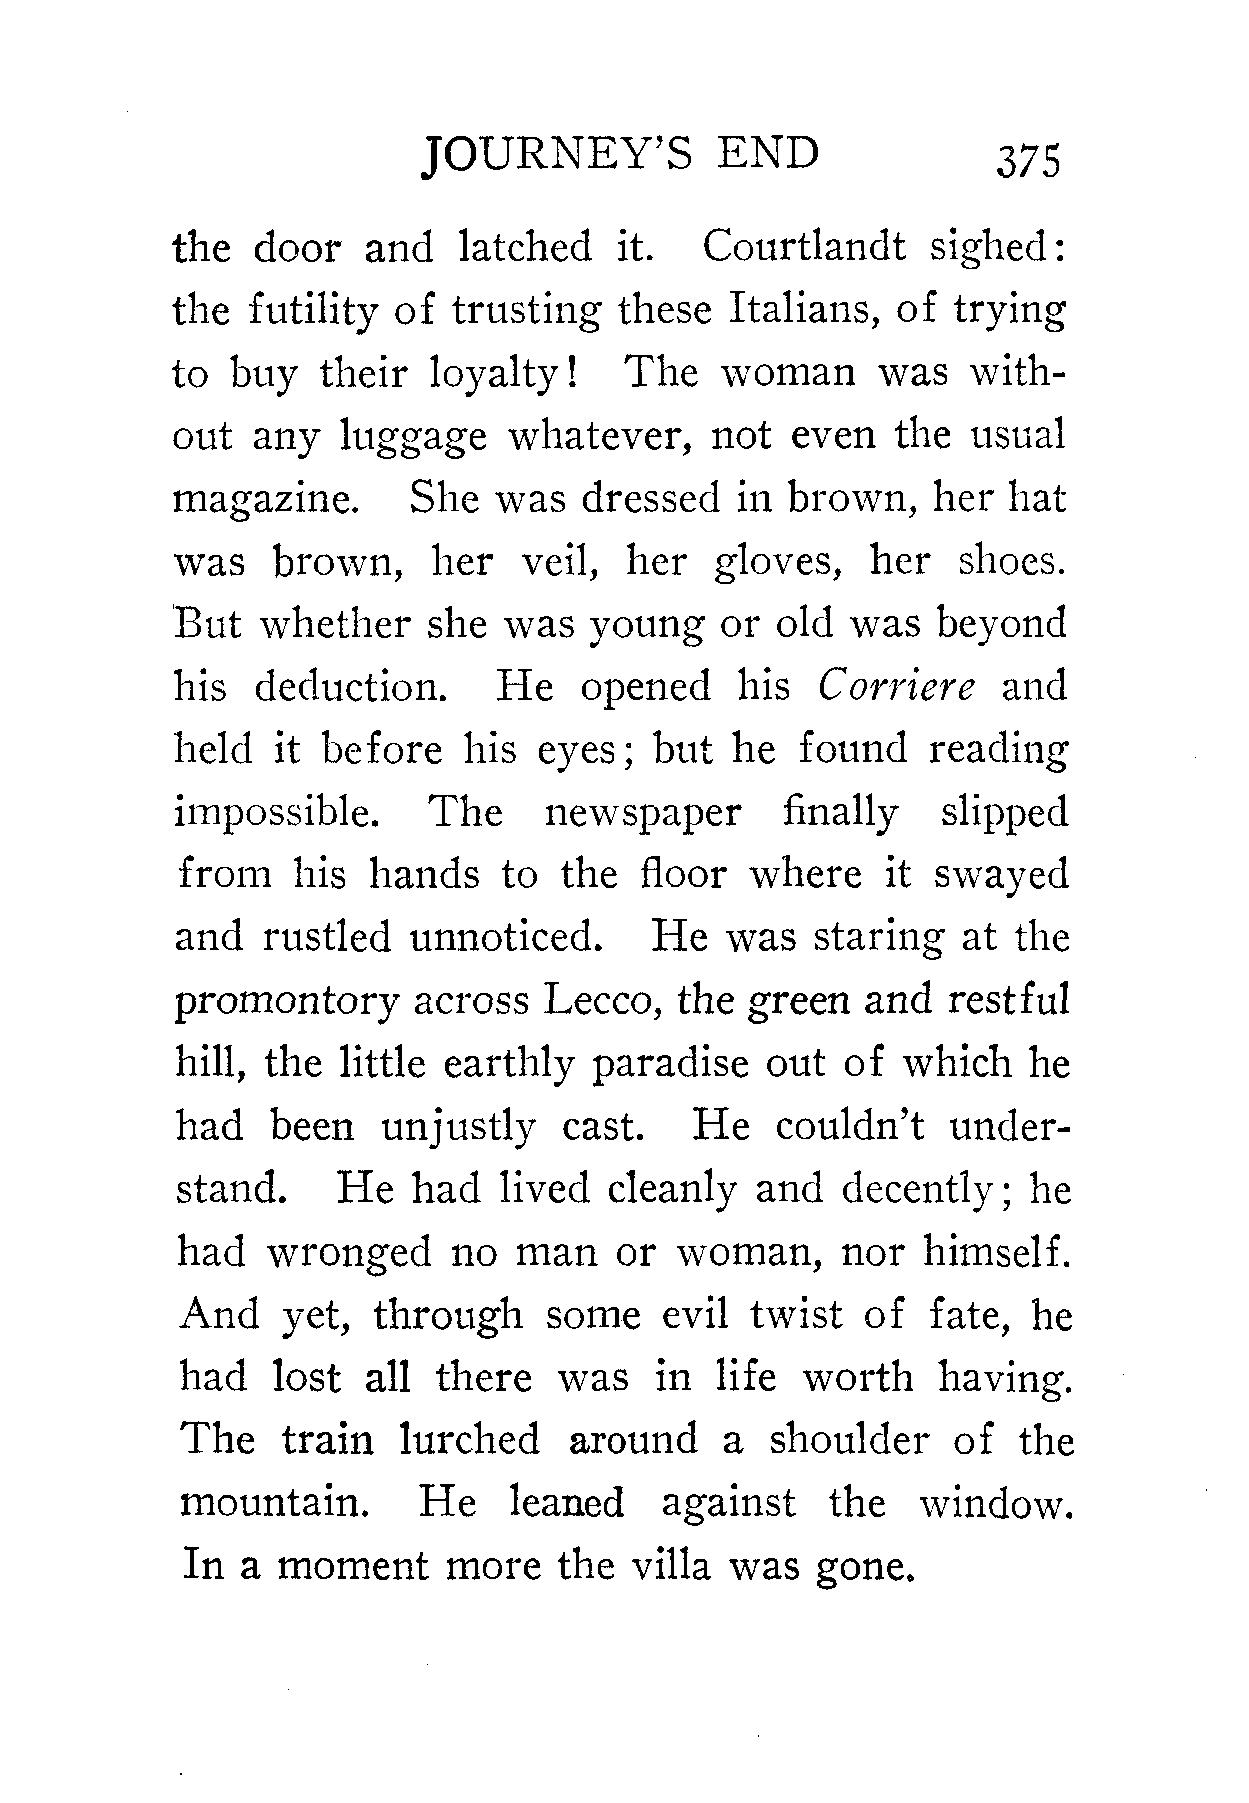 JOURNEY'S END 375
the door and latched it. Courtlandt sighed:
the futility of trusting these Italians, of trying
to buy their loyalty! The woman was with-
out any luggage whatever, not even the usual
magazine. She was dressed in brown, her hat
was brown, her veil, her gloves, her shoes.
But whether she was young or old was beyond
his deduction. He opened his Corriere and
held it before his eyes; but he found reading
impossible. The newspaper finally slipped
from his hands to the floor where it swayed
and rustled unnoticed. He was staring at the
promontory across Lecco, the green and restful
hill, the little earthly paradise out of which he
had been unjustly cast. He couldn't under-
stand. He had lived cleanly and decently; he
had wronged no man or woman, nor himself.
And yet, through some evil twist of fate, he
had lost all there was in life worth having.
The train lurched around a shoulder of the
mountain. He leaned against the window.
In a moment more the villa was gone.